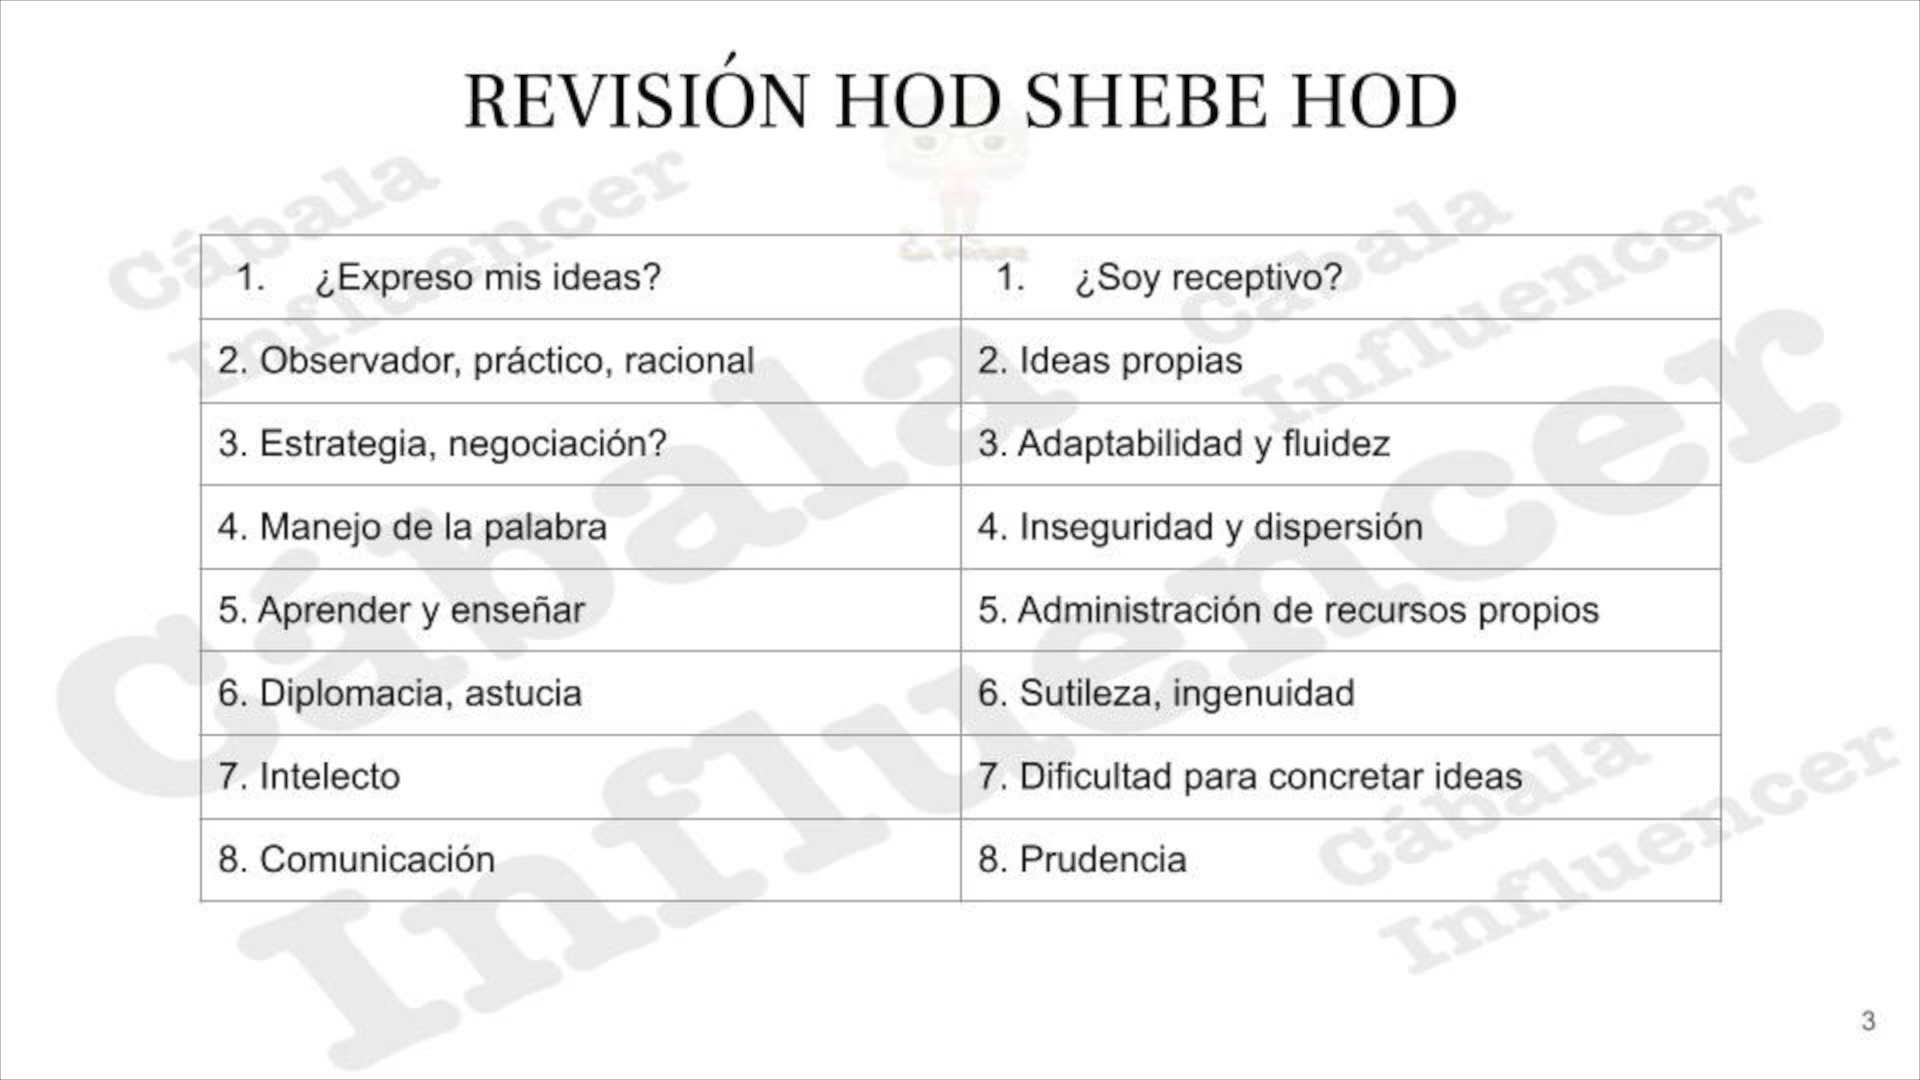 REVISIÓN HOD SHEBE HOD
Cábala
Influencer
Cábala
Influencer
Cábala
Influencer
1. ¿Expreso mis ideas?
1. ¿Soy receptivo?
2. Observador, práctico, racional
2. Ideas propias
3. Estrategia, negociación?
3. Adaptabilidad y fluidez
4. Manejo de la palabra
4. Inseguridad y dispersión
5. Aprender y enseñar
5. Administración de recursos propios
6. Diplomacia, astucia
6. Sutileza, ingenuidad
7. Intelecto
7. Dificultad para concretar ideas
8. Comunicación
8. Prudencia
Cábala
Influencer
3